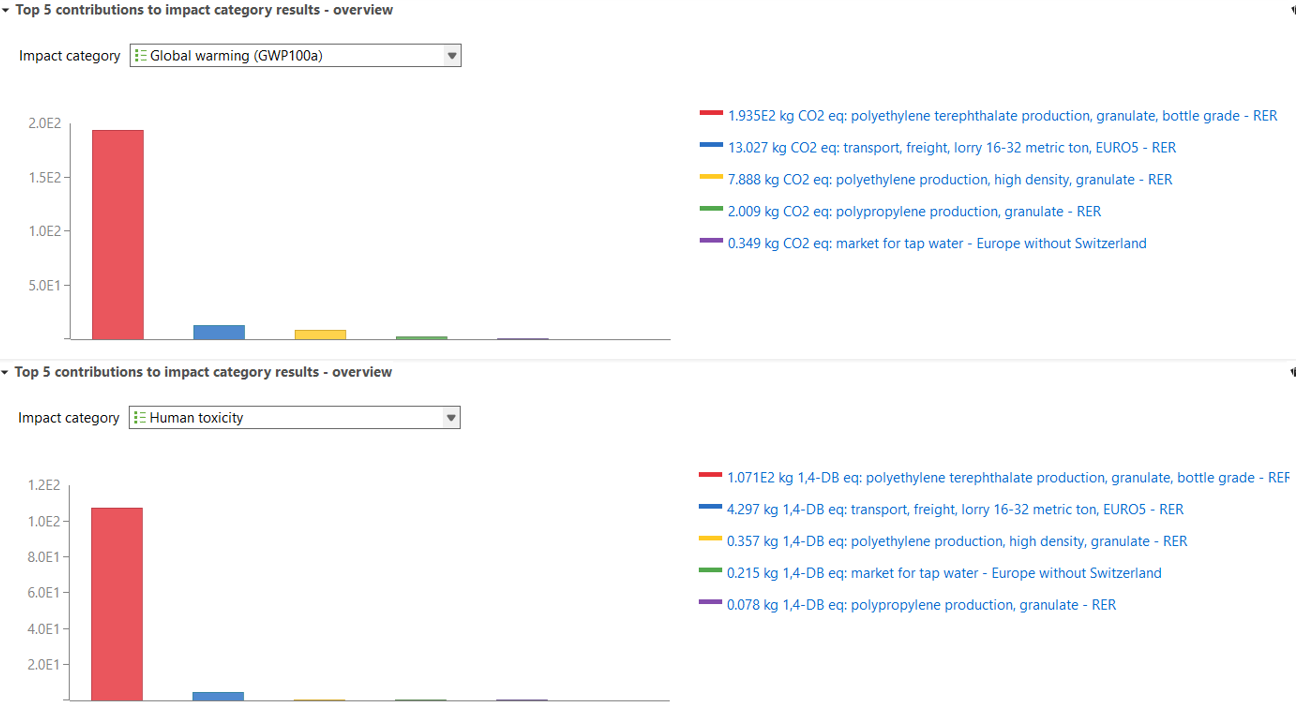 Top 5 contributions to impact category results - overview
Impact category Global warming (GWP100a)
2.0E2
1.5E2
1.0E2
5.0E1
1.935E2 kg CO2 eq: polyethylene terephthalate production, granulate, bottle grade - RER
13.027 kg CO2 eq: transport, freight, lorry 16-32 metric ton, EURO5 - RER
7.888 kg CO2 eq: polyethylene production, high density, granulate - RER
2.009 kg CO2 eq: polypropylene production, granulate - RER
0.349 kg CO2 eq: market for tap water - Europe without Switzerland
Top 5 contributions to impact category results - overview
Impact category Human toxicity
1.2E2
1.0E2
8.0E1
6.0E1
4.0E1
2.0E1
1.071E2 kg 1,4-DB eq: polyethylene terephthalate production, granulate, bottle grade - RER
4.297 kg 1,4-DB eq: transport, freight, lorry 16-32 metric ton, EURO5 - RER
0.357 kg 1,4-DB eq: polyethylene production, high density, granulate - RER
0.215 kg 1,4-DB eq: market for tap water - Europe without Switzerland
0.078 kg 1,4-DB eq: polypropylene production, granulate - RER